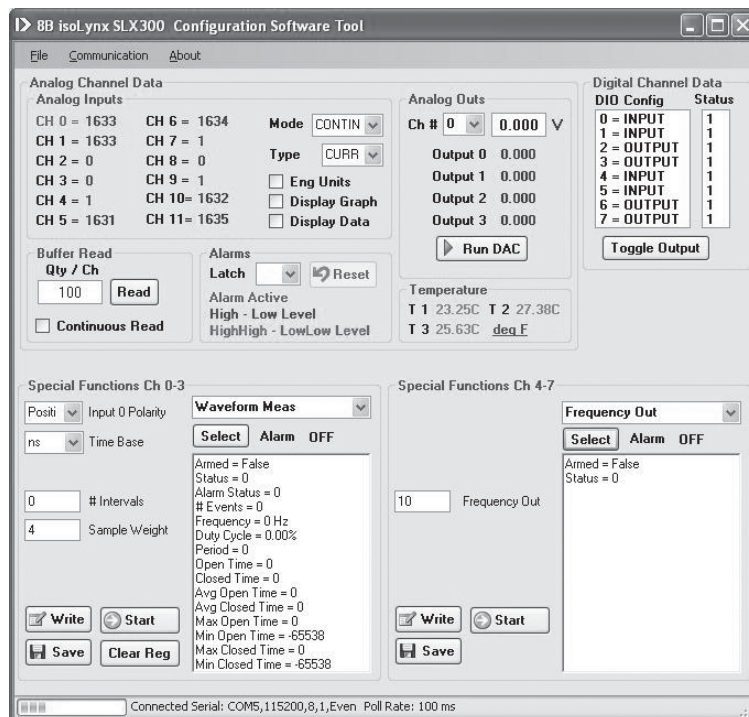 8B isoLynx SLX300 Configuration Software Tool
File Communication About
Analog Channel Data
Analog Inputs
CH 0 = 1633 CH 6 = 1634
CH 1 = 1633 CH 7 = 1
CH 2 = 0 CH 8 = 0
CH 3 = 0 CH 9 = 1
CH 4 = 1 CH 10= 1632
CH 5 = 1631 CH 11= 1635
Mode CONTIN
Type CURR
Eng Units
Display Graph
Display Data
Analog Outs
Ch # 0 0.000 V
Output 0 0.000
Output 1 0.000
Output 2 0.000
Output 3 0.000
Run DAC
Digital Channel Data
DIO Config Status
0 = INPUT 1
1 = INPUT 1
2 = OUTPUT 1
3 = OUTPUT 1
4 = INPUT 1
5 = INPUT 1
6 = OUTPUT 1
7 = OUTPUT 1
Toggle Output
Buffer Read
Qty / Ch
100 Read
Continuous Read
Alarms
Latch Reset
Alarm Active
High - Low Level
HighHigh - LowLow Level
Temperature
T 1 23.25C T 2 27.38C
T 3 25.63C deg F
Special Functions Ch 0-3
Positi Input 0 Polarity
ns Time Base
0 # Intervals
4 Sample Weight
Write Start
Save Clear Reg
Waveform Meas
Select Alarm OFF
Armed = False
Status = 0
Alarm Status = 0
# Events = 0
Frequency = 0 Hz
Duty Cycle = 0.00%
Period = 0
Open Time = 0
Closed Time = 0
Avg Open Time = 0
Avg Closed Time = 0
Max Open Time = 0
Min Open Time = -65538
Max Closed Time = 0
Min Closed Time = -65538
Special Functions Ch 4-7
Frequency Out
Select Alarm OFF
Armed = False
Status = 0
10 Frequency Out
Write Start
Save
Connected Serial: COM5,115200,8,1,Even Poll Rate: 100 ms